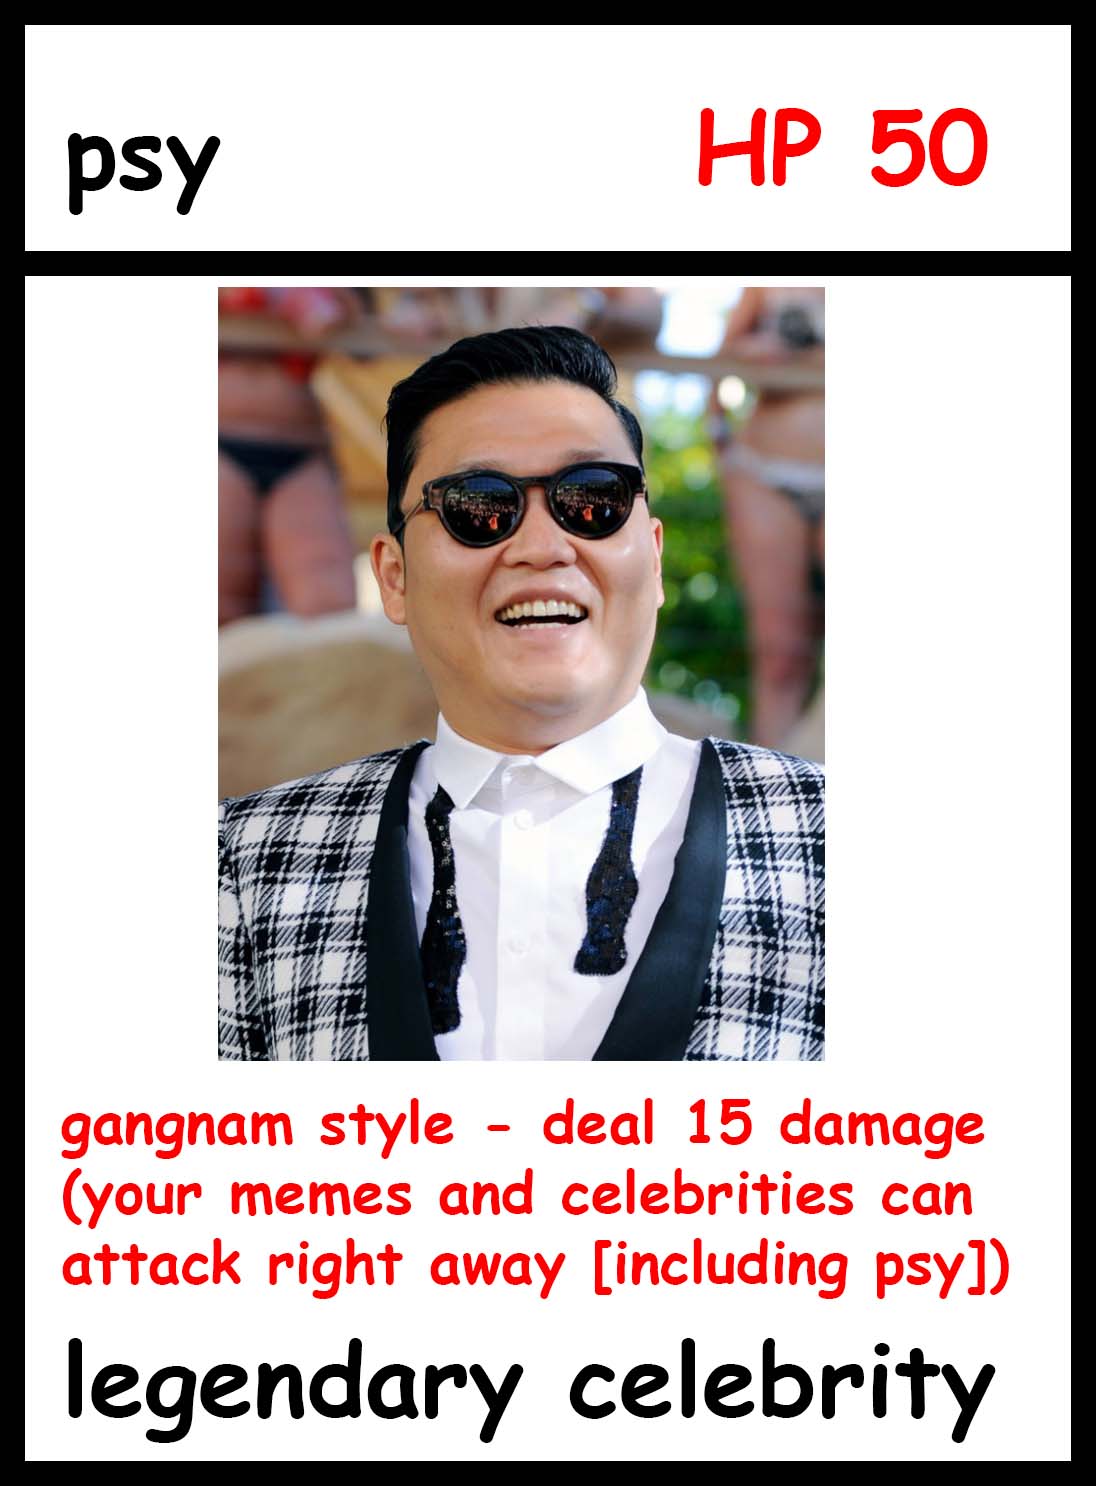 psy
HP 50
gangnam style - deal 15 damage
(your memes and celebrities can
attack right away [including psy])
legendary celebrity